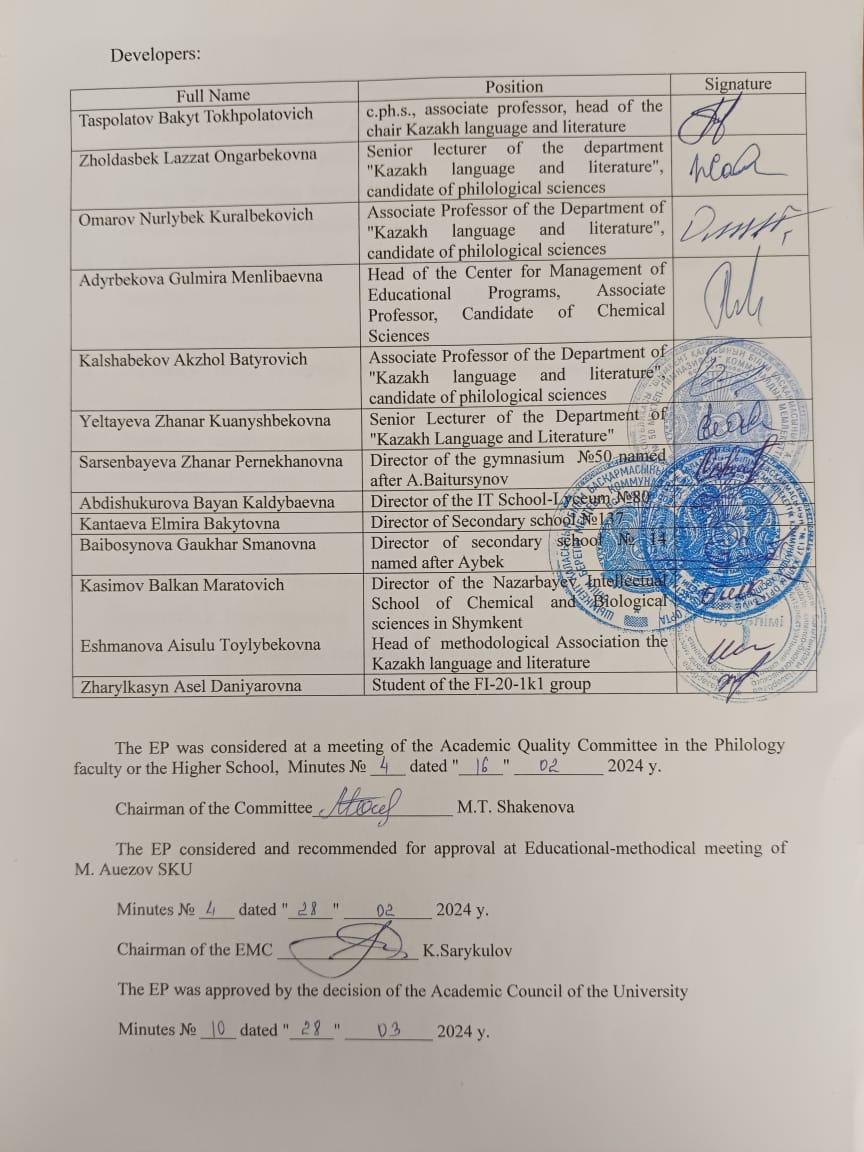 Developers:
Full Name Position Signature
Taspolatov Bakyt Tokhpolatovich c.ph.s., associate professor, head of the
chair Kazakh language and literature
Zholdasbek Lazzat Ongarbekovna Senior lecturer of the department
"Kazakh language and literature",
candidate of philological sciences
Omarov Nurlybek Kuralbekovich Associate Professor of the Department of
"Kazakh language and literature",
candidate of philological sciences
Adyrbekova Gulmira Menlibaevna Head of the Center for Management of
Educational Programs, Associate
Professor, Candidate of Chemical
Sciences
Kalshabekov Akzhol Batyrovich Associate Professor of the Department of
"Kazakh language and literature",
candidate of philological sciences
Yeltayeva Zhanar Kuanyshbekovna Senior Lecturer of the Department of
"Kazakh Language and Literature"
Sarsenbayeva Zhanar Pernekhanovna Director of the gymnasium №50 named
after A.Baitursynov
Abdishukurova Bayan Kaldybaevna Director of the IT School-Lyceum №80
Kantaeva Elmira Bakytovna Director of Secondary school №137
Baibosynova Gaukhar Smanovna Director of secondary school № 14
named after Aybek
Kasimov Balkan Maratovich Director of the Nazarbayev Intellectual
School of Chemical and Biological
sciences in Shymkent
Eshmanova Aisulu Toylybekovna Head of methodological Association the
Kazakh language and literature
Zharylkasyn Asel Daniyarovna Student of the FI-20-1k1 group
The EP was considered at a meeting of the Academic Quality Committee in the Philology
faculty or the Higher School, Minutes № 4 dated " 16 " 02 2024 y.
Chairman of the Committee M.T. Shakenova
The EP considered and recommended for approval at Educational-methodical meeting of
M. Auezov SKU
Minutes № 4 dated " 28 " 02 2024 y.
Chairman of the EMC K.Sarykulov
The EP was approved by the decision of the Academic Council of the University
Minutes № 10 dated " 28 " 03 2024 y.